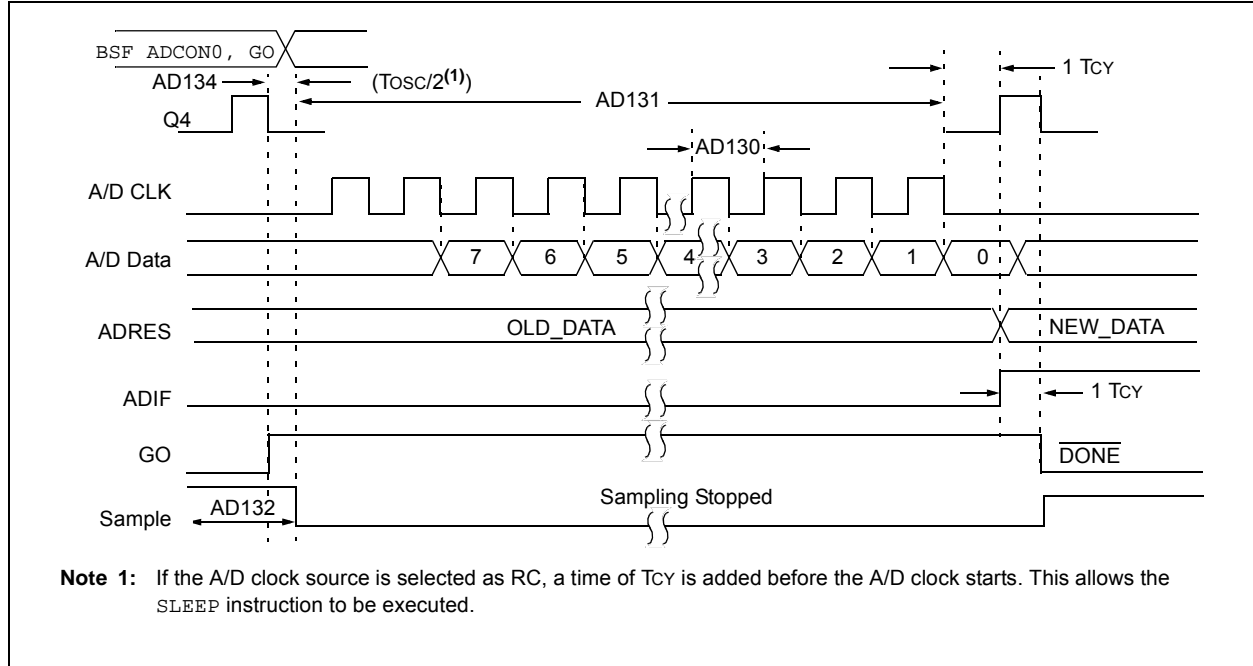 BSF ADCON0, GO
AD134
(TOSC/2(1))
1 TCY
AD131
Q4
AD130
A/D CLK
A/D Data
7 6 5 4 3 2 1 0
ADRES
OLD_DATA
NEW_DATA
ADIF
1 TCY
GO
DONE
Sample
AD132
Sampling Stopped
Note 1: If the A/D clock source is selected as RC, a time of TCY is added before the A/D clock starts. This allows the
SLEEP instruction to be executed.